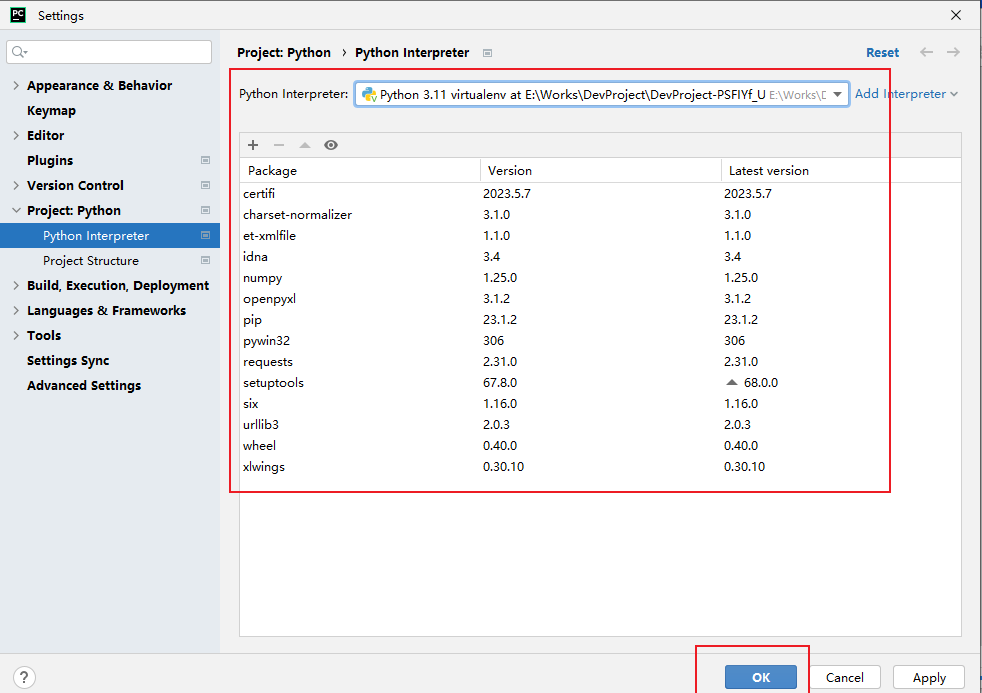 PC Settings
Project: Python › Python Interpreter Reset
Appearance & Behavior
Keymap
Editor
Plugins
Version Control
Project: Python
Python Interpreter
Project Structure
Build, Execution, Deployment
Languages & Frameworks
Tools
Settings Sync
Advanced Settings
Python Interpreter: Python 3.11 virtualenv at E:\Works\DevProject\DevProject-PSFIYf_U E:\Works\D Add Interpreter
Package Version Latest version
certifi 2023.5.7 2023.5.7
charset-normalizer 3.1.0 3.1.0
et-xmlfile 1.1.0 1.1.0
idna 3.4 3.4
numpy 1.25.0 1.25.0
openpyxl 3.1.2 3.1.2
pip 23.1.2 23.1.2
pywin32 306 306
requests 2.31.0 2.31.0
setuptools 67.8.0 68.0.0
six 1.16.0 1.16.0
urllib3 2.0.3 2.0.3
wheel 0.40.0 0.40.0
xlwings 0.30.10 0.30.10
? OK Cancel Apply